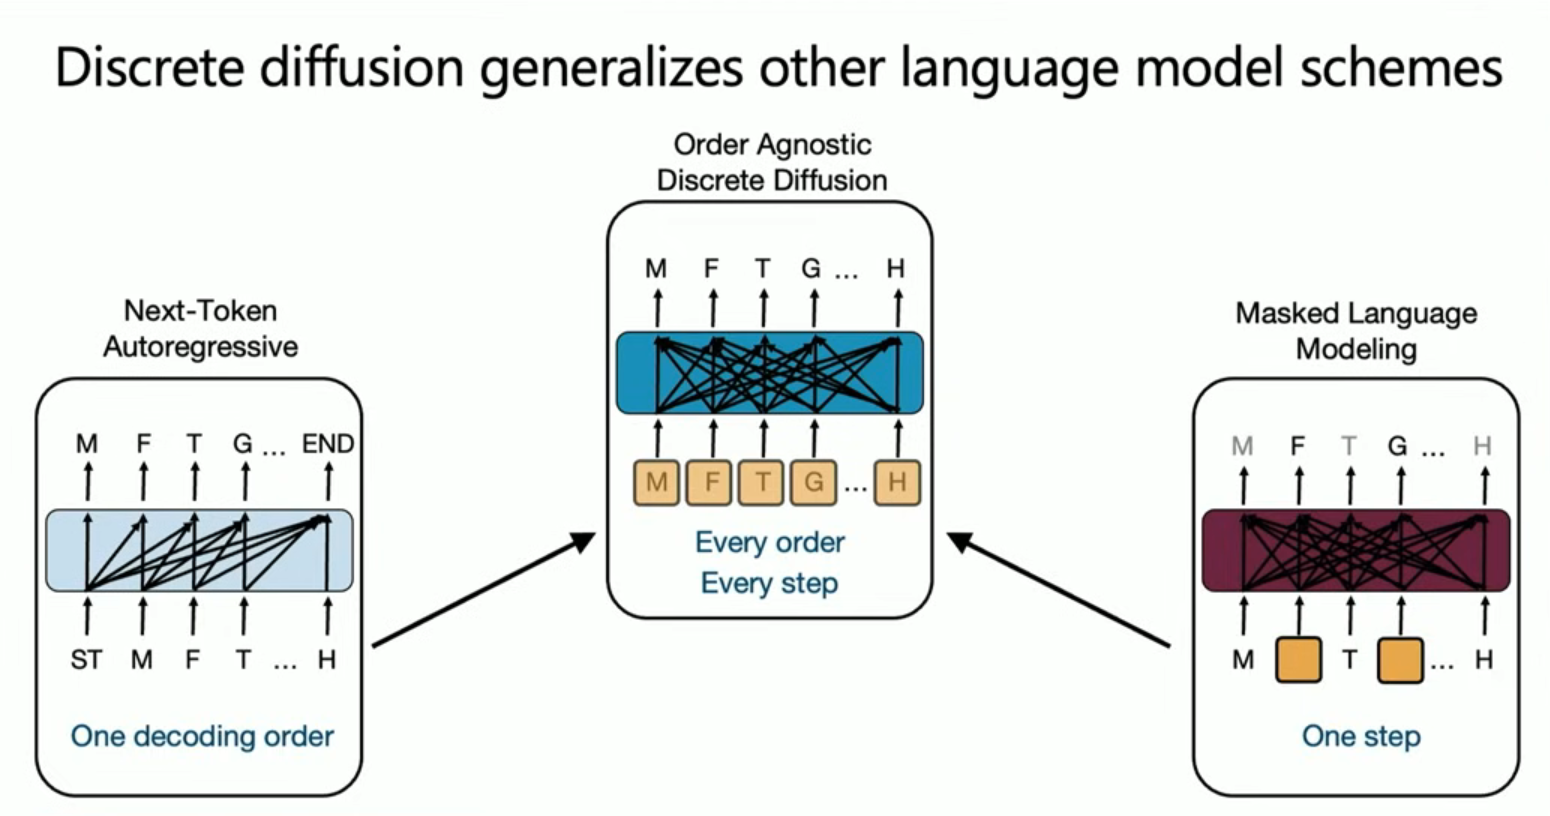 Discrete diffusion generalizes other language model schemes
Order Agnostic
Discrete Diffusion
M F T G ... H
M F T G ... H
Every order
Every step
Next-Token
Autoregressive
M F T G ... END
ST M F T ... H
One decoding order
Masked Language
Modeling
M F T G ... H
M T ... H
One step